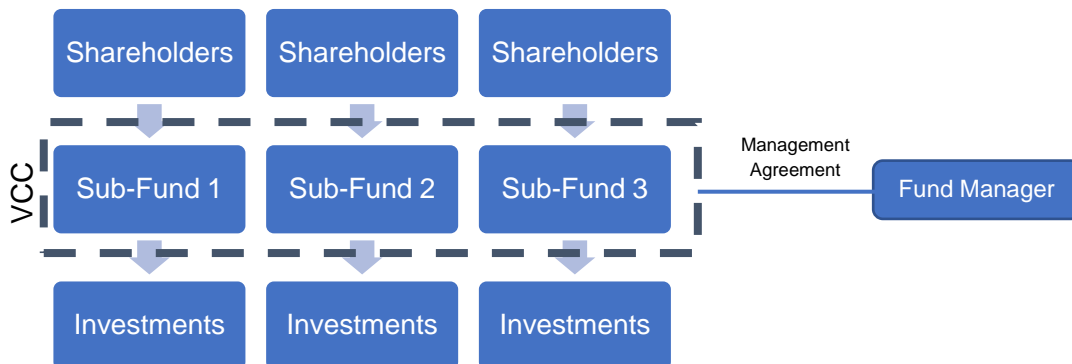 Shareholders
Shareholders
Shareholders
VCC
Sub-Fund 1
Sub-Fund 2
Sub-Fund 3
Management
Agreement
Fund Manager
Investments
Investments
Investments